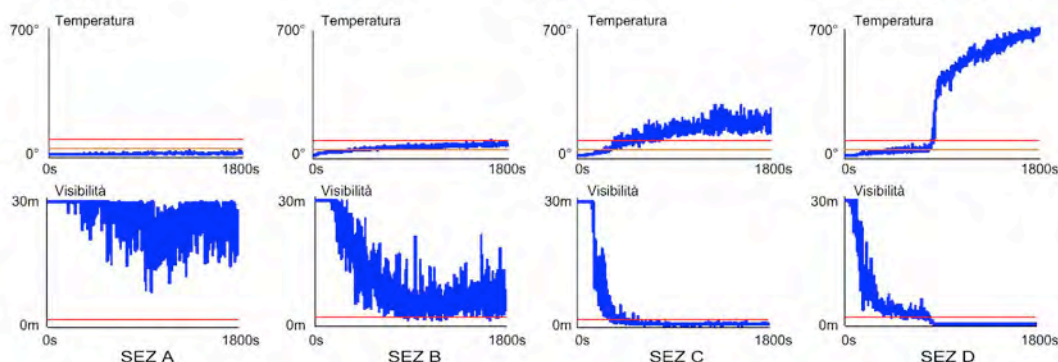 Temperatura
700°
0°
0s
1800s
Temperatura
700°
0°
0s
1800s
Temperatura
700°
0°
0s
1800s
Temperatura
700°
0°
0s
1800s
Visibilità
30m
0m
0s
1800s
SEZ A
Visibilità
30m
0m
0s
1800s
SEZ B
Visibilità
30m
0m
0s
1800s
SEZ C
Visibilità
30m
0m
0s
1800s
SEZ D